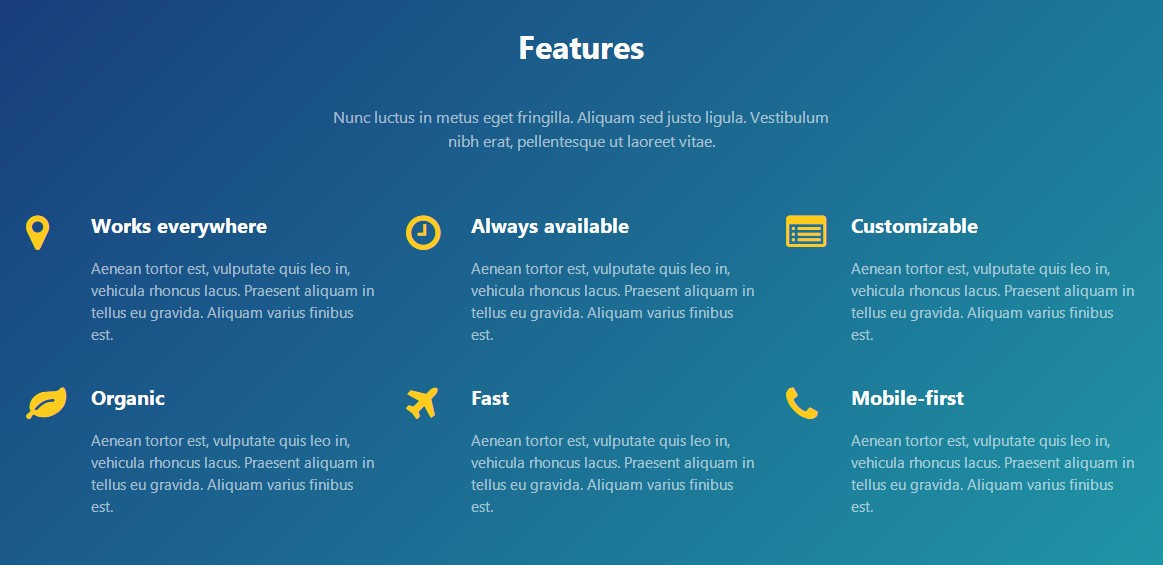 Features
Nunc luctus in metus eget fringilla. Aliquam sed justo ligula. Vestibulum
nibh erat, pellentesque ut laoreet vitae.
Works everywhere
Aenean tortor est, vulputate quis leo in,
vehicula rhoncus lacus. Praesent aliquam in
tellus eu gravida. Aliquam varius finibus
est.
Always available
Aenean tortor est, vulputate quis leo in,
vehicula rhoncus lacus. Praesent aliquam in
tellus eu gravida. Aliquam varius finibus
est.
Customizable
Aenean tortor est, vulputate quis leo in,
vehicula rhoncus lacus. Praesent aliquam in
tellus eu gravida. Aliquam varius finibus
est.
Organic
Aenean tortor est, vulputate quis leo in,
vehicula rhoncus lacus. Praesent aliquam in
tellus eu gravida. Aliquam varius finibus
est.
Fast
Aenean tortor est, vulputate quis leo in,
vehicula rhoncus lacus. Praesent aliquam in
tellus eu gravida. Aliquam varius finibus
est.
Mobile-first
Aenean tortor est, vulputate quis leo in,
vehicula rhoncus lacus. Praesent aliquam in
tellus eu gravida. Aliquam varius finibus
est.